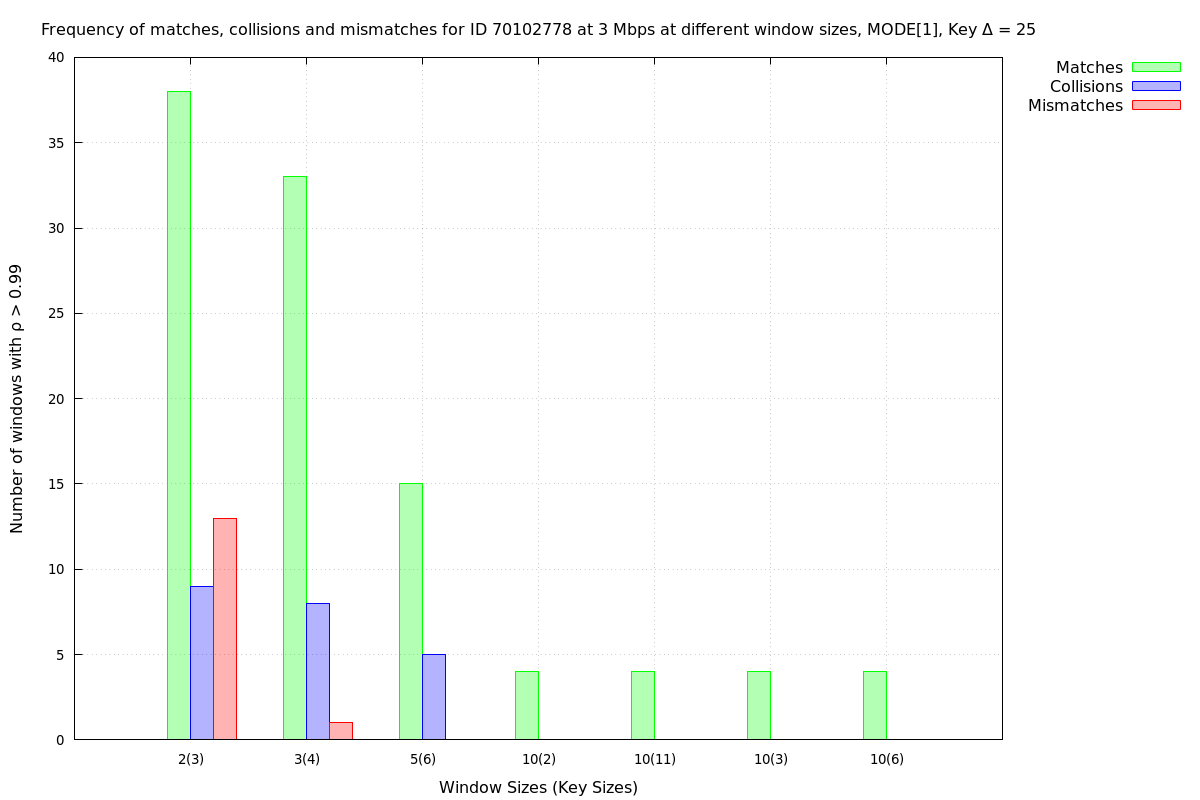 Frequency of matches, collisions and mismatches for ID 70102778 at 3 Mbps at different window sizes, MODE[1], Key Δ = 25
Matches
Collisions
Mismatches
Number of windows with ρ > 0.99
40
35
30
25
20
15
10
5
0
2(3) 3(4) 5(6) 10(2) 10(11) 10(3) 10(6)
Window Sizes (Key Sizes)